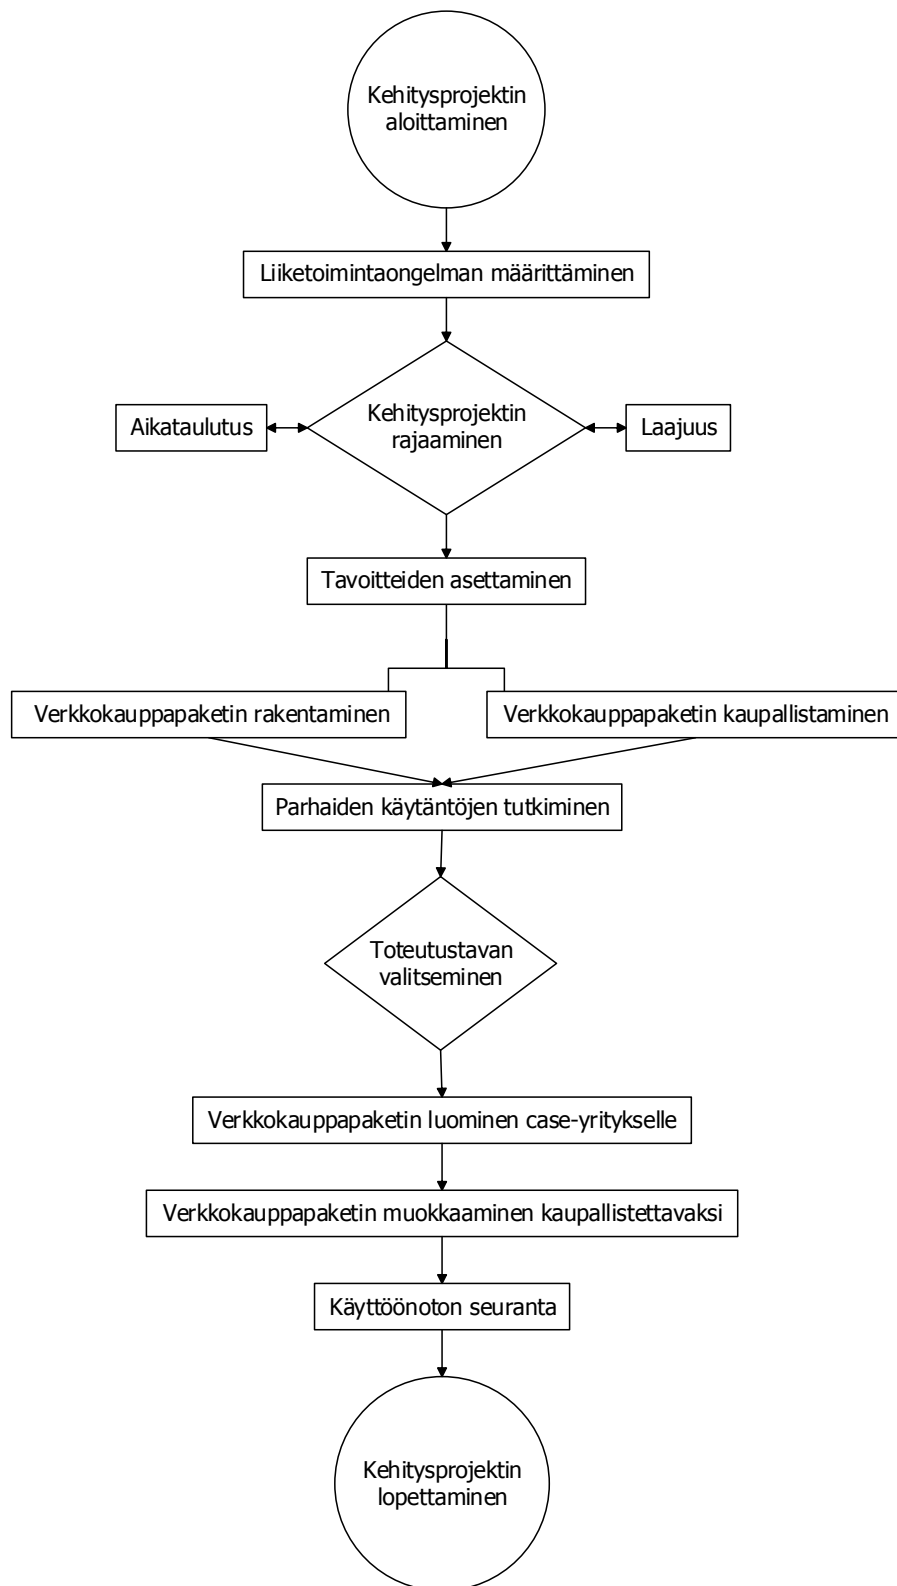 Kehitysprojektin
aloittaminen
Liiketoimintaongelman määrittäminen
Aikataulutus
Kehitysprojektin
rajaaminen
Laajuus
Tavoitteiden asettaminen
Verkkokauppapaketin rakentaminen
Verkkokauppapaketin kaupallistaminen
Parhaiden käytäntöjen tutkiminen
Toteutustavan
valitseminen
Verkkokauppapaketin luominen case-yritykselle
Verkkokauppapaketin muokkaaminen kaupallistettavaksi
Käyttöönoton seuranta
Kehitysprojektin
lopettaminen